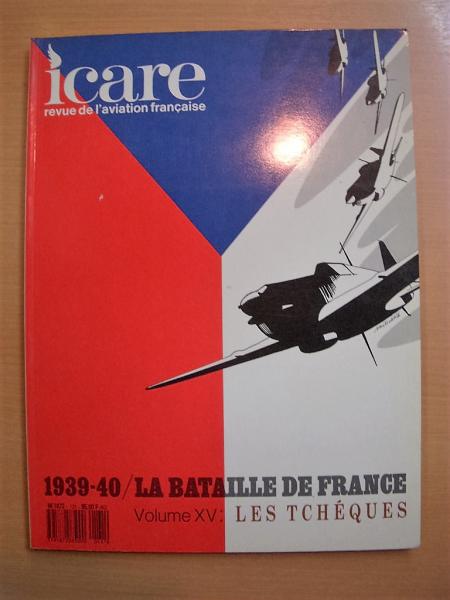 icare
revue de l'aviation française
1939-40/LA BATAILLE DE FRANCE
Volume XV: LES TCHÈQUES